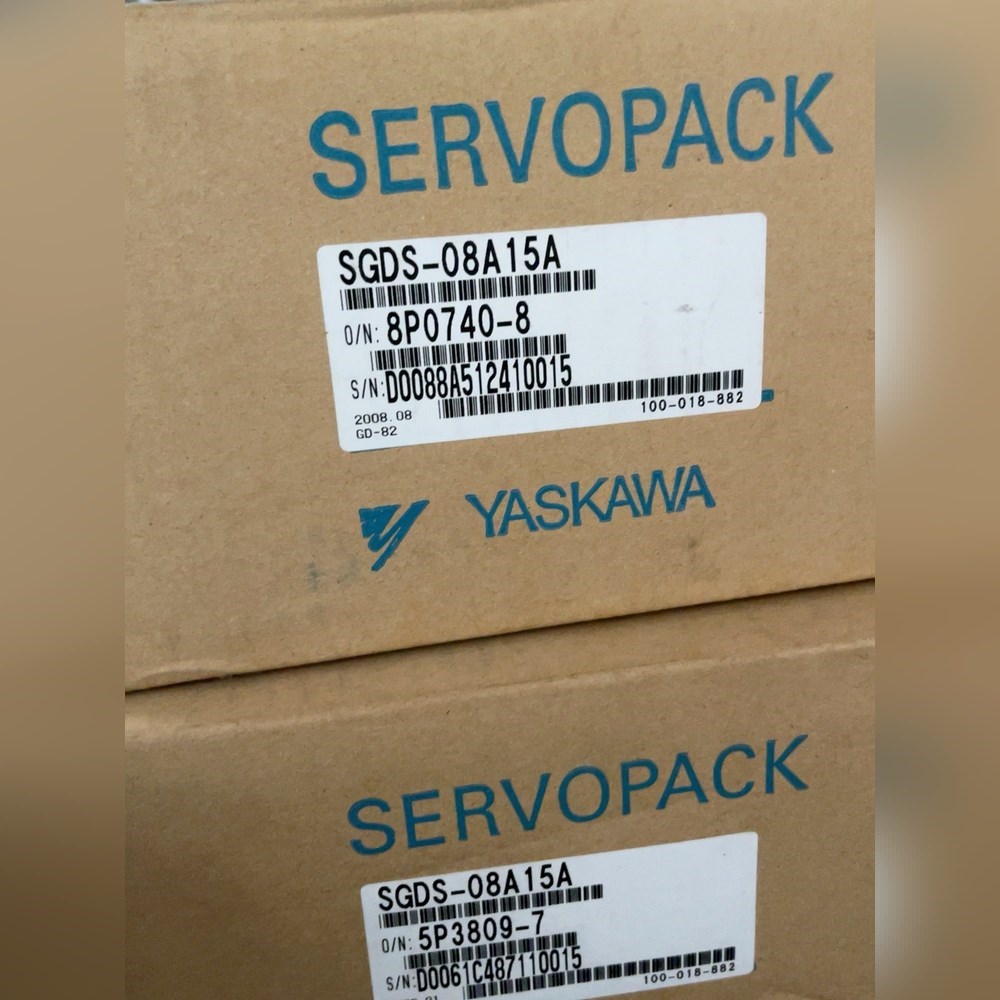 SERVOPACK
SGDS-08A15A
O/N: 8P0740-8
S/N: D0088A512410015
2008.08
100-018-882
GD-82
YASKAWA
SERVOPACK
SGDS-08A15A
O/N: 5P3809-7
S/N: D0061C487110015
100-018-882